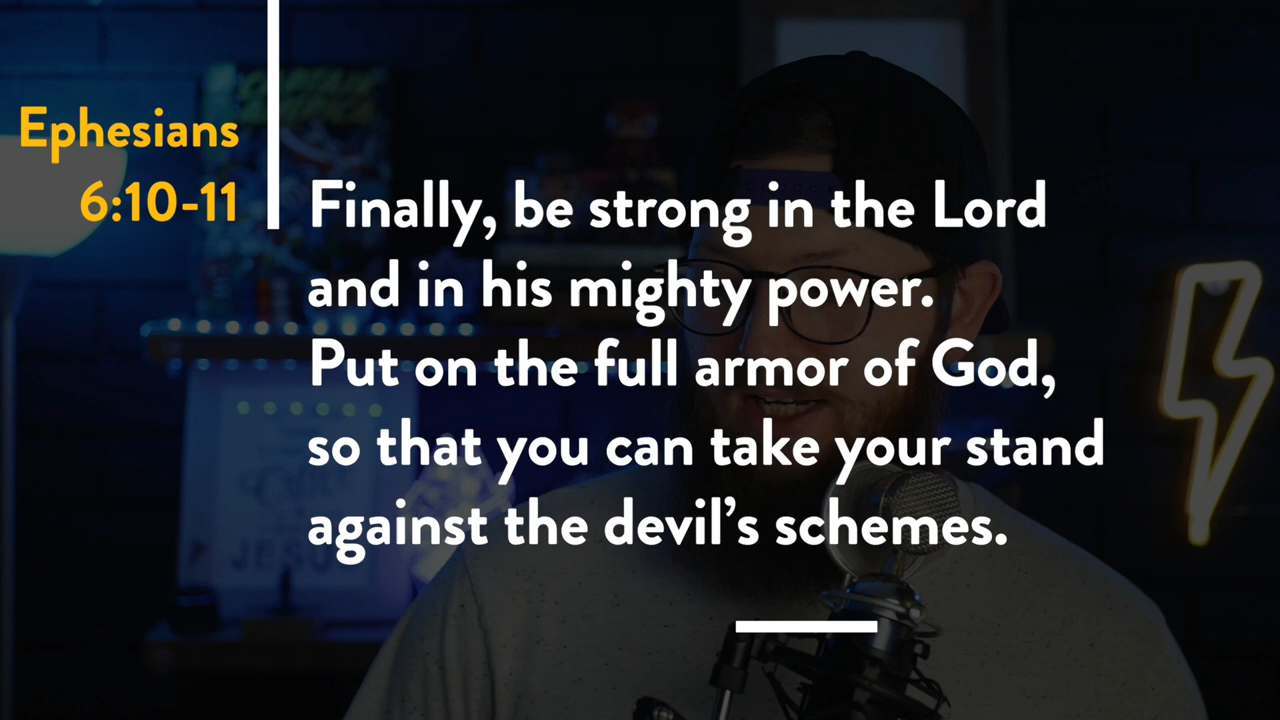 Ephesians
6:10-11
Finally, be strong in the Lord
and in his mighty power.
Put on the full armor of God,
so that you can take your stand
against the devil’s schemes.
JESUS